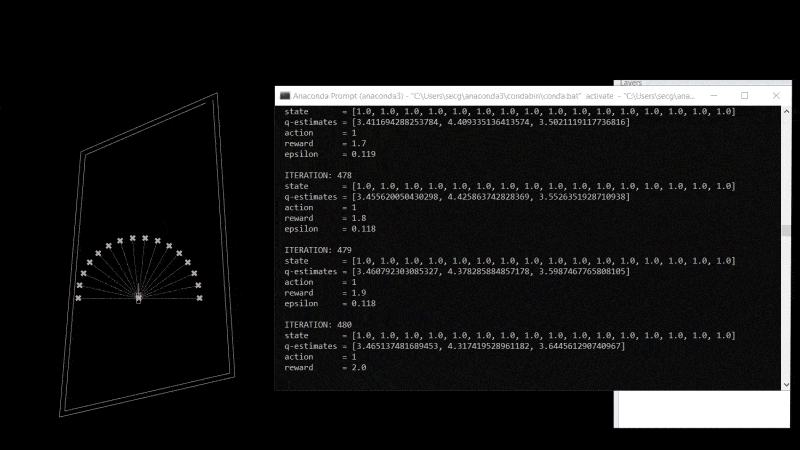 Layers
Anaconda Prompt (anaconda3) - "C:\Users\secg\anaconda3\condabin\conda.bat" activate - "C:\Users\secg\ana...
state = [1.0, 1.0, 1.0, 1.0, 1.0, 1.0, 1.0, 1.0, 1.0, 1.0, 1.0, 1.0, 1.0, 1.0, 1.0]
q-estimates = [3.411694288253784, 4.409335136413574, 3.5021119117736816]
action = 1
reward = 1.7
epsilon = 0.119
ITERATION: 478
state = [1.0, 1.0, 1.0, 1.0, 1.0, 1.0, 1.0, 1.0, 1.0, 1.0, 1.0, 1.0, 1.0, 1.0, 1.0]
q-estimates = [3.455620050430298, 4.425863742828369, 3.5526351928710938]
action = 1
reward = 1.8
epsilon = 0.118
ITERATION: 479
state = [1.0, 1.0, 1.0, 1.0, 1.0, 1.0, 1.0, 1.0, 1.0, 1.0, 1.0, 1.0, 1.0, 1.0, 1.0]
q-estimates = [3.460792303085327, 4.378285884857178, 3.5987467765808105]
action = 1
reward = 1.9
epsilon = 0.118
ITERATION: 480
state = [1.0, 1.0, 1.0, 1.0, 1.0, 1.0, 1.0, 1.0, 1.0, 1.0, 1.0, 1.0, 1.0, 1.0, 1.0]
q-estimates = [3.465137481689453, 4.317419528961182, 3.644561290740967]
action = 1
reward = 2.0